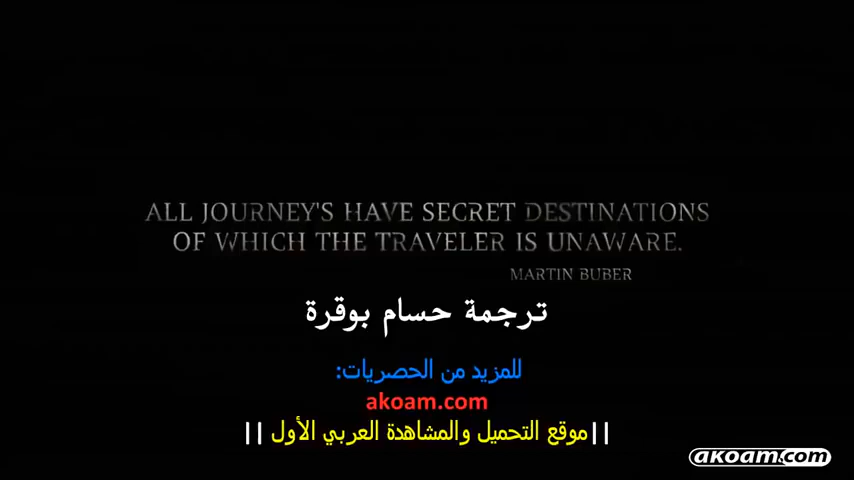 ALL JOURNEY'S HAVE SECRET DESTINATIONS
OF WHICH THE TRAVELER IS UNAWARE.
MARTIN BUBER
ترجمة حسام بوقرة
للمزيد من الحصريات:
akoam.com
||موقع التحميل والمشاهدة العربي الأول ||
akoam.com